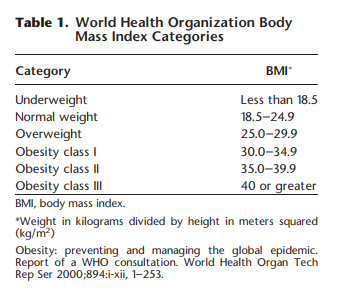 Table 1. World Health Organization Body
Mass Index Categories
Category BMI*
Underweight Less than 18.5
Normal weight 18.5–24.9
Overweight 25.0–29.9
Obesity class I 30.0–34.9
Obesity class II 35.0–39.9
Obesity class III 40 or greater
BMI, body mass index.
*Weight in kilograms divided by height in meters squared
(kg/m²)
Obesity: preventing and managing the global epidemic.
Report of a WHO consultation. World Health Organ Tech
Rep Ser 2000;894:i-xii, 1–253.